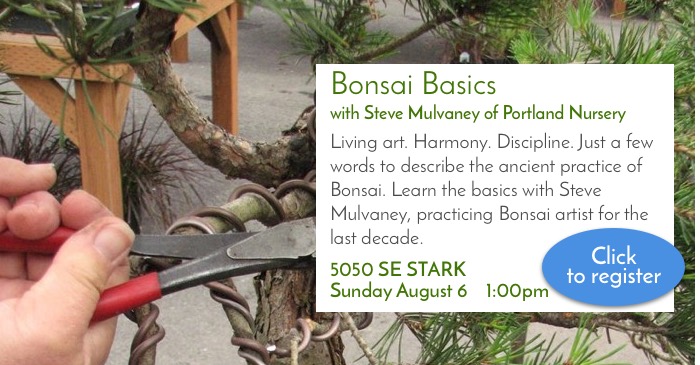 Bonsai Basics
with Steve Mulvaney of Portland Nursery
Living art. Harmony. Discipline. Just a few
words to describe the ancient practice of
Bonsai. Learn the basics with Steve
Mulvaney, practicing Bonsai artist for the
last decade.
5050 SE STARK
Sunday August 6 1:00pm
Click
to register